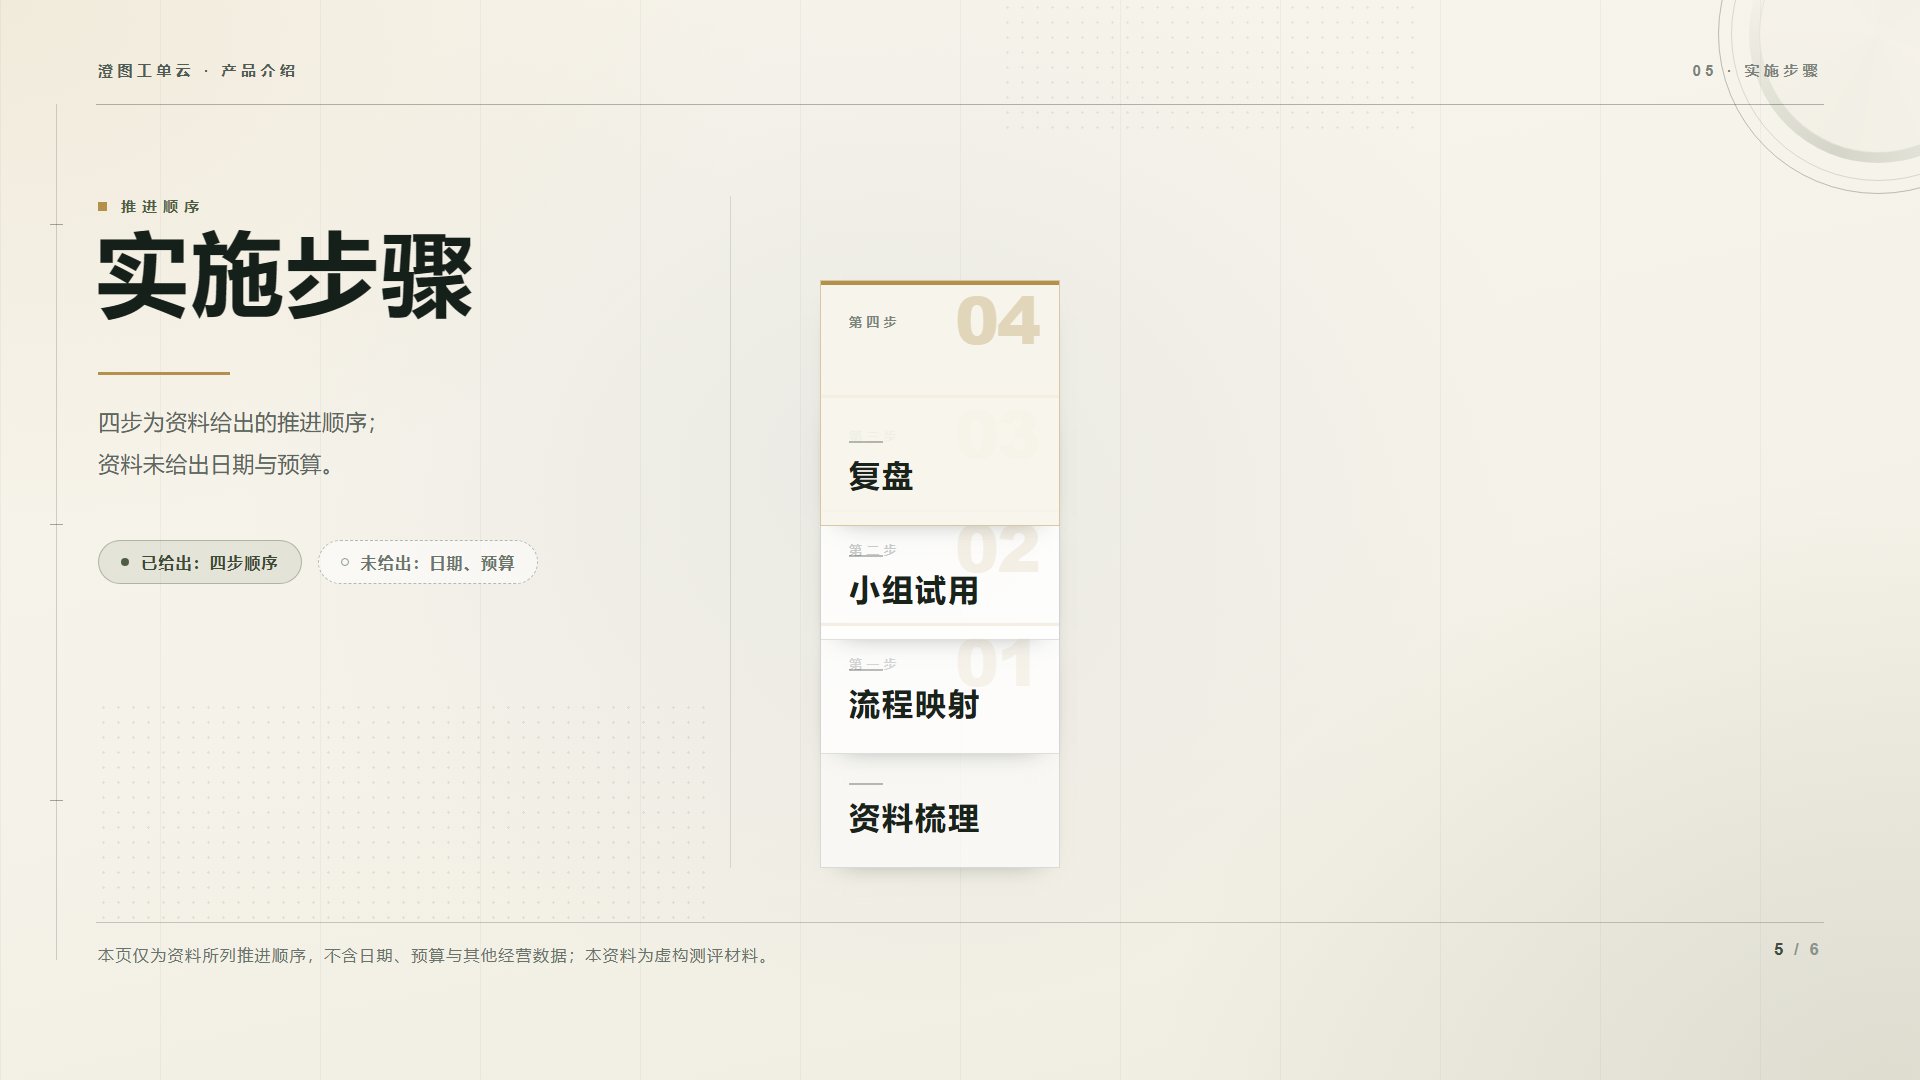 澄图工单云 · 产品介绍
05 · 实施步骤
推进顺序
实施步骤
四步为资料给出的推进顺序；
资料未给出日期与预算。
已给出：四步顺序
未给出：日期、预算
第四步
04
第三步
03
复盘
第二步
02
小组试用
第一步
01
流程映射
资料梳理
本页仅为资料所列推进顺序，不含日期、预算与其他经营数据；本资料为虚构测评材料。
5 / 6